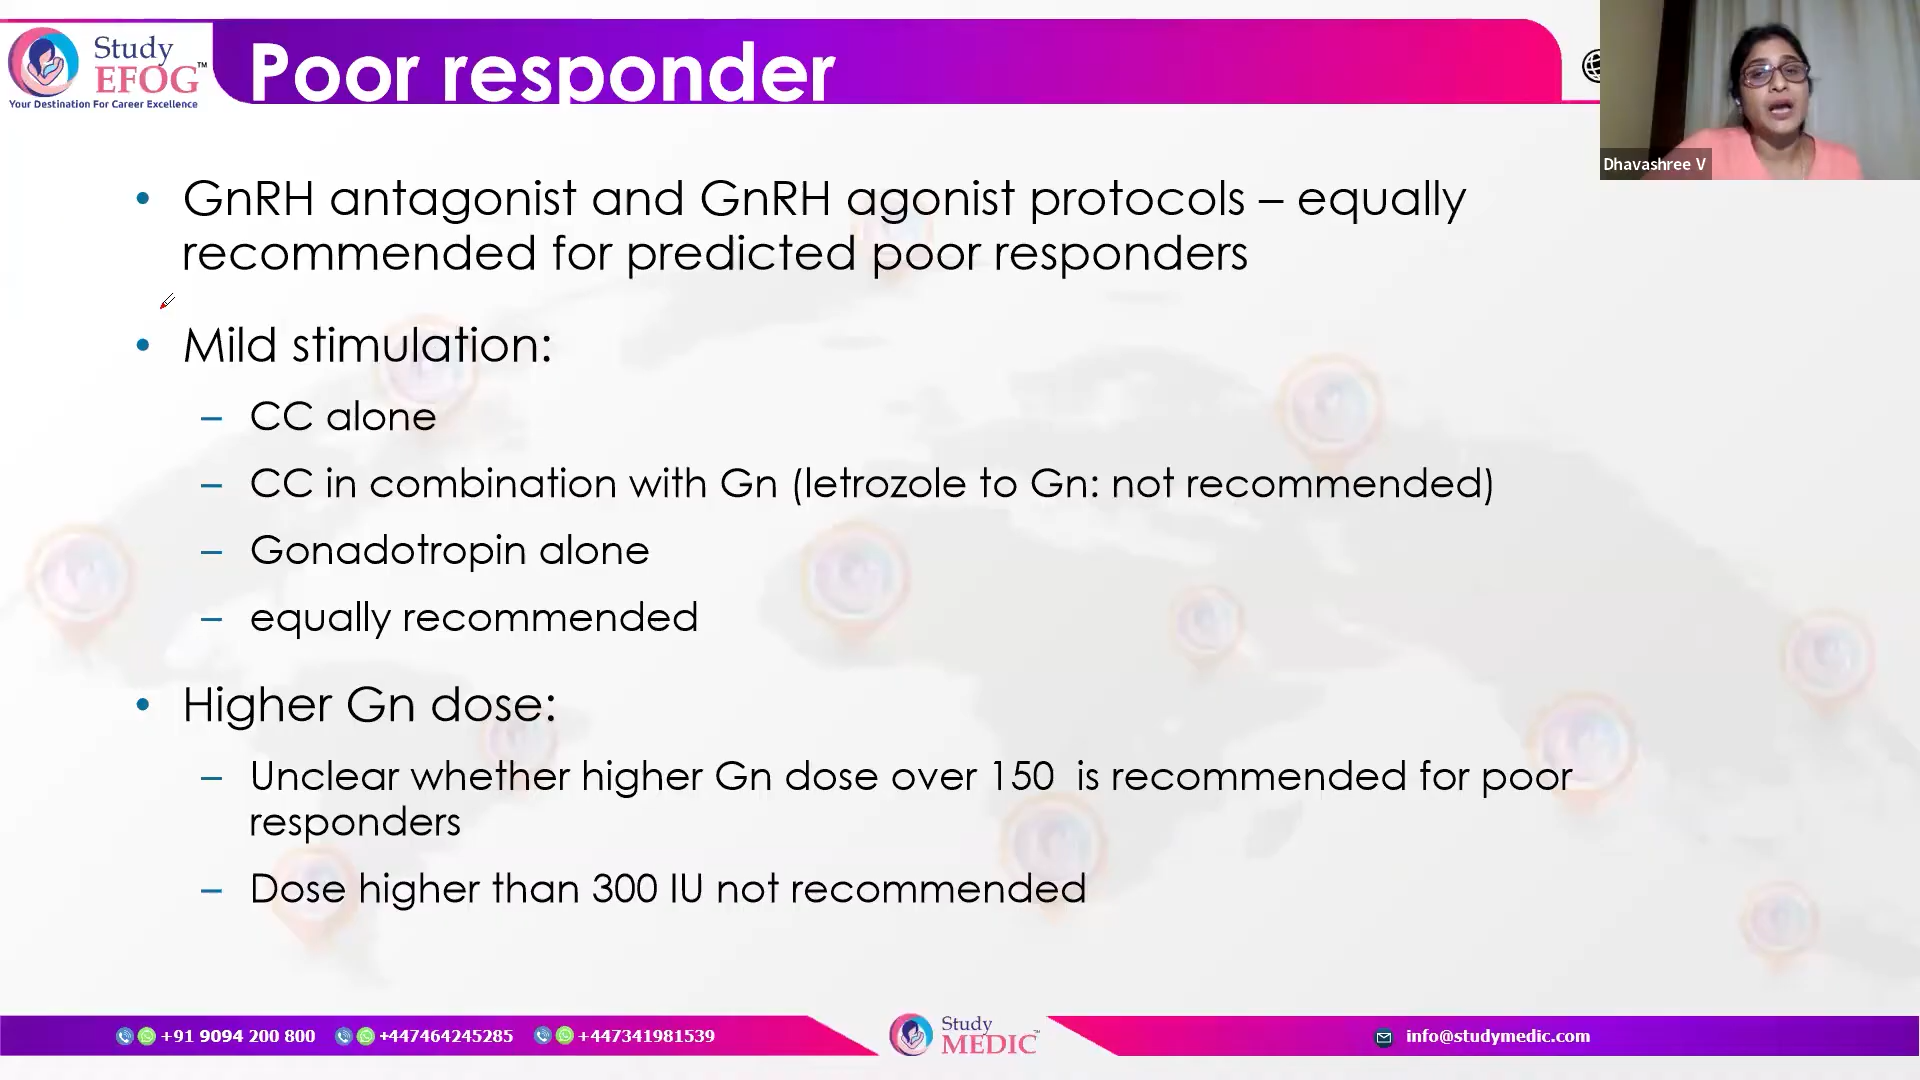 Study
EFOG™
Your Destination For Career Excellence
Poor responder
Dhavashree V
• GnRH antagonist and GnRH agonist protocols – equally
recommended for predicted poor responders
• Mild stimulation:
– CC alone
– CC in combination with Gn (letrozole to Gn: not recommended)
– Gonadotropin alone
– equally recommended
• Higher Gn dose:
– Unclear whether higher Gn dose over 150 is recommended for poor
responders
– Dose higher than 300 IU not recommended
+91 9094 200 800 +447464245285 +447341981539
Study
MEDIC™
info@studymedic.com